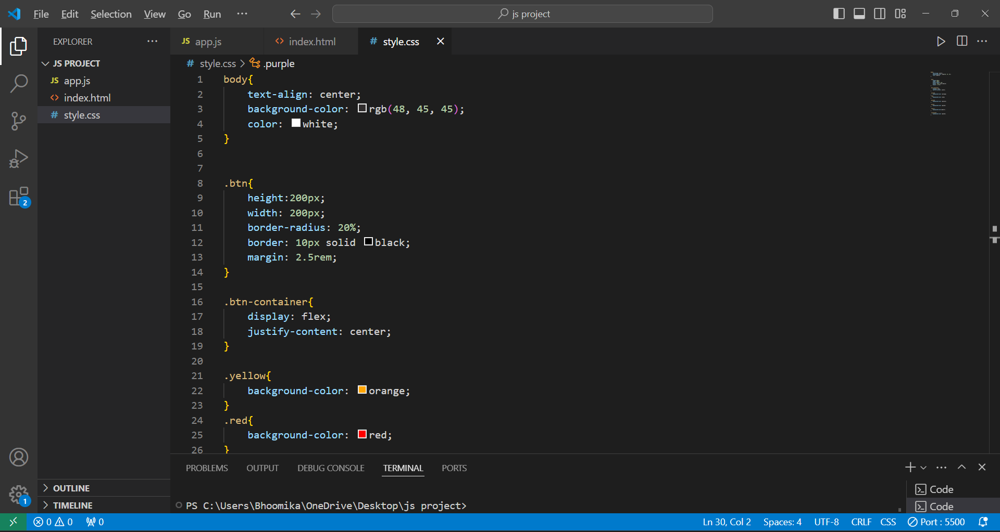 File Edit Selection View Go Run ··· js project
EXPLORER ···
JS PROJECT
JS app.js
<> index.html
# style.css
JS app.js <> index.html # style.css
# style.css > .purple
1 body{
2 text-align: center;
3 background-color: rgb(48, 45, 45);
4 color: white;
5 }
6
7
8 .btn{
9 height:200px;
10 width: 200px;
11 border-radius: 20%;
12 border: 10px solid black;
13 margin: 2.5rem;
14 }
15
16 .btn-container{
17 display: flex;
18 justify-content: center;
19 }
20
21 .yellow{
22 background-color: orange;
23 }
24 .red{
25 background-color: red;
26 }
2
1
OUTLINE
TIMELINE
PROBLEMS OUTPUT DEBUG CONSOLE TERMINAL PORTS
PS C:\Users\Bhoomika\OneDrive\Desktop\js project>
Code
Code
0 0 0 Ln 30, Col 2 Spaces: 4 UTF-8 CRLF CSS Port : 5500